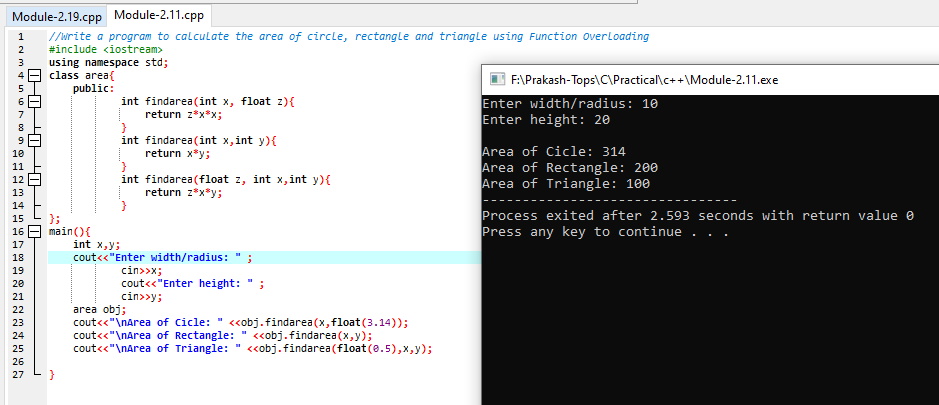 Module-2.19.cpp Module-2.11.cpp
1 //Write a program to calculate the area of circle, rectangle and triangle using Function Overloading
2 #include <iostream>
3 using namespace std;
4 class area{
5 public:
6 int findarea(int x, float z){
7 return z*x*x;
8 }
9 int findarea(int x,int y){
10 return x*y;
11 }
12 int findarea(float z, int x,int y){
13 return z*x*y;
14 }
15 };
16 main(){
17 int x,y;
18 cout<<"Enter width/radius: " ;
19 cin>>x;
20 cout<<"Enter height: " ;
21 cin>>y;
22 area obj;
23 cout<<"\nArea of Cicle: " <<obj.findarea(x,float(3.14));
24 cout<<"\nArea of Rectangle: " <<obj.findarea(x,y);
25 cout<<"\nArea of Triangle: " <<obj.findarea(float(0.5),x,y);
26
27 }
F:\Prakash-Tops\C\Practical\c++\Module-2.11.exe
Enter width/radius: 10
Enter height: 20
Area of Cicle: 314
Area of Rectangle: 200
Area of Triangle: 100
--------------------------------
Process exited after 2.593 seconds with return value 0
Press any key to continue . . .